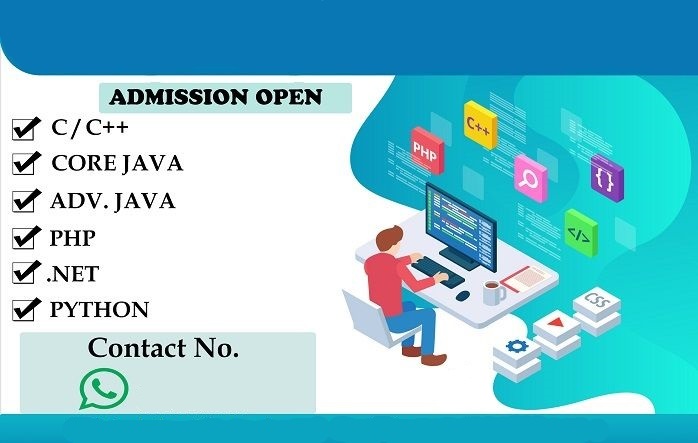 ADMISSION OPEN
C / C++
CORE JAVA
ADV. JAVA
PHP
.NET
PYTHON
Contact No.
C++
PHP
{}
</>
CSS